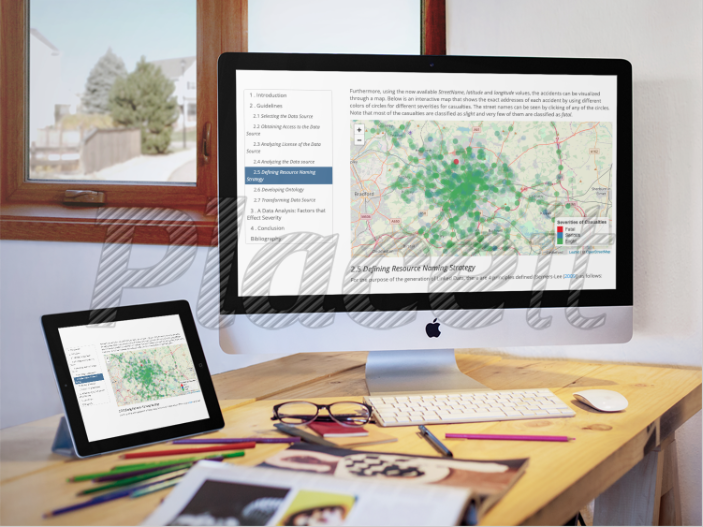 1 . Introduction
2 . Guidelines
2.1 Selecting the Data Source
2.2 Obtaining Access to the Data
Source
2.3 Analyzing License of the Data
Source
2.4 Analyzing the Data source
2.5 Defining Resource Naming
Strategy
2.6 Developing Ontology
2.7 Transforming Data Source
3 . A Data Analysis: Factors that
Effect Severity
4 . Conclusion
Bibliography
Furthermore, using the now available StreetName, latitude and longitude values, the accidents can be visualized
through a map. Below is an interactive map that shows the exact addresses of each accident by using different
colors of circles for different severities for casualties. The street names can be seen by clicking of any of the circles.
Note that most of the casualties are classified as slight and very few of them are classified as fatal.
+
−
Bradford
Severities of Casualties
Fatal
Serious
Slight
2.5 Defining Resource Naming Strategy
For the purpose of the generation of Linked Data, there are 4 principles defined (Berners-Lee [2006]) as follows:
Placeit